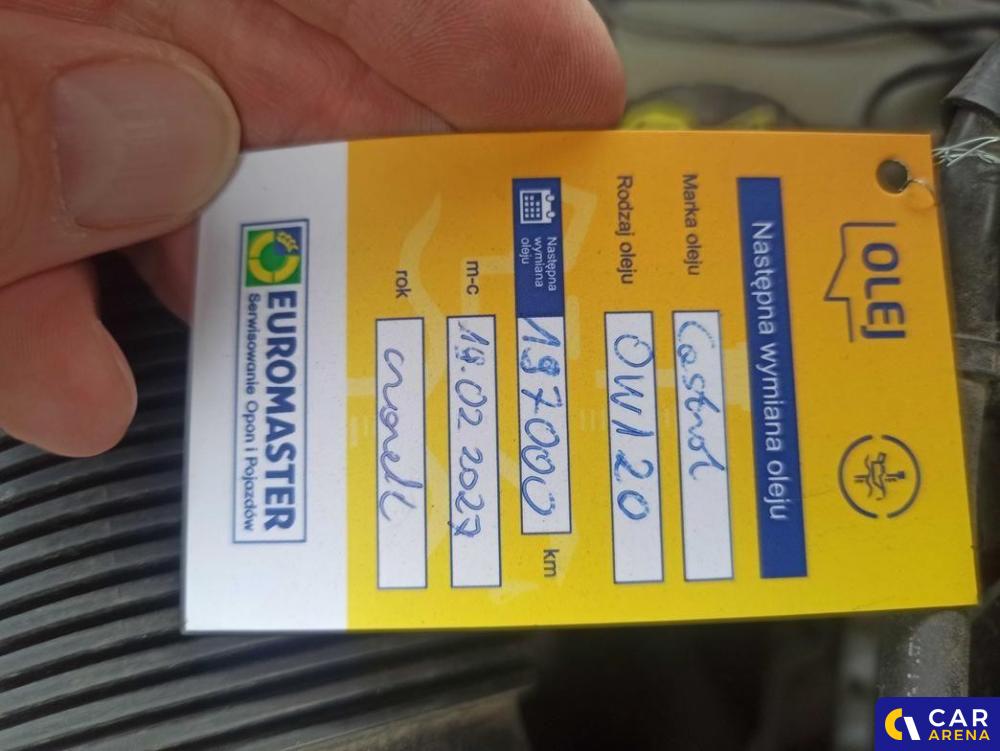 OLEJ
Następna wymiana oleju
Marka oleju Castrol
Rodzaj oleju 0W120
Następna wymiana oleju 197000 km
m-c 19.02 2027
rok
EUROMASTER
Serwisowanie Opon i Pojazdów
CAR ARENA